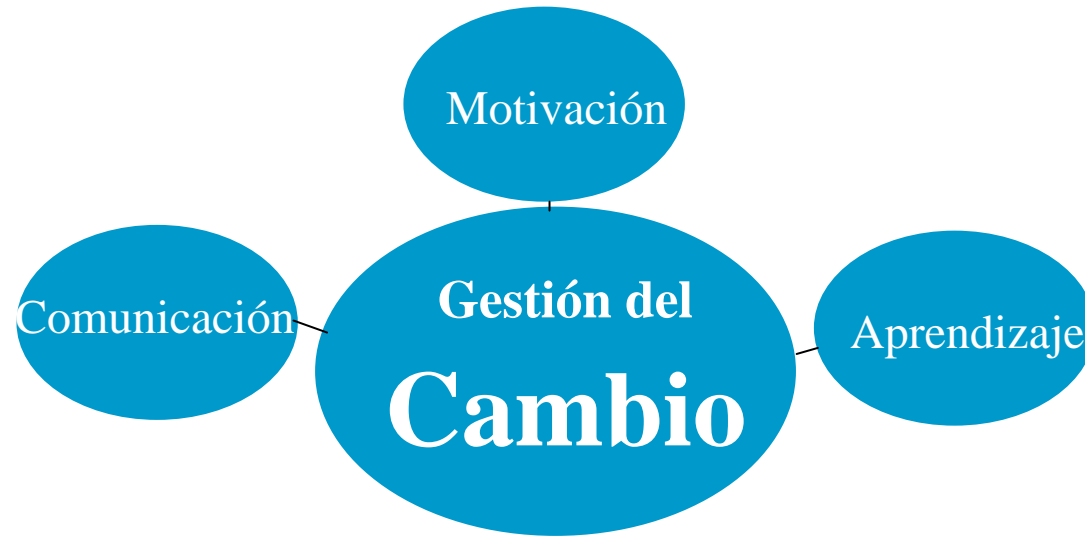 Motivación
Comunicación
Gestión del
Cambio
Aprendizaje